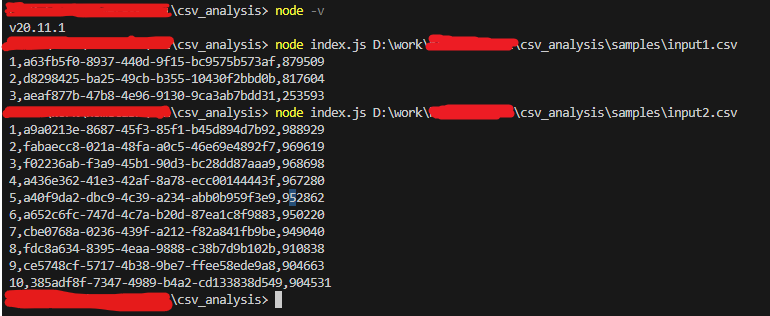 \csv_analysis> node -v
v20.11.1
\csv_analysis> node index.js D:\work\ \csv_analysis\samples\input1.csv
1,a63fb5f0-8937-440d-9f15-bc9575b573af,879509
2,d8298425-ba25-49cb-b355-10430f2bbd0b,817604
3,aeaf877b-47b8-4e96-9130-9ca3ab7bdd31,253593
\csv_analysis> node index.js D:\work\ \csv_analysis\samples\input2.csv
1,a9a0213e-8687-45f3-85f1-b45d894d7b92,988929
2,fabaecc8-021a-48fa-a0c5-46e69e4892f7,969619
3,f02236ab-f3a9-45b1-90d3-bc28dd87aaa9,968698
4,a436e362-41e3-42af-8a78-ecc00144443f,967280
5,a40f9da2-dbc9-4c39-a234-abb0b959f3e9,952862
6,a652c6fc-747d-4c7a-b20d-87ea1c8f9883,950220
7,cbe0768a-0236-439f-a212-f82a841fb9be,949040
8,fdc8a634-8395-4eaa-9888-c38b7d9b102b,910838
9,ce5748cf-5717-4b38-9be7-ffee58ede9a8,904663
10,385adf8f-7347-4989-b4a2-cd133838d549,904531
\csv_analysis>